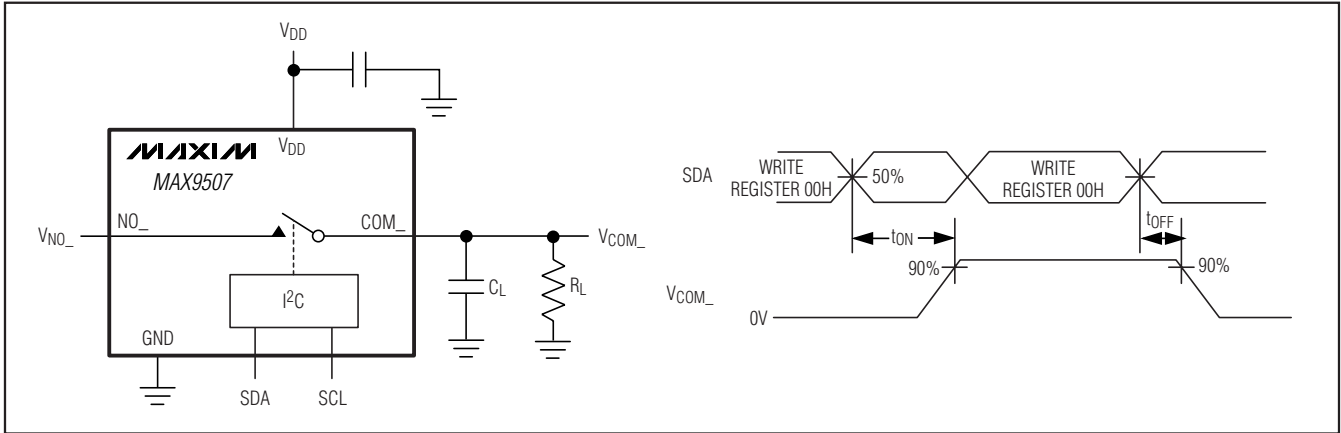 VDD
VDD
MAXIM
MAX9507
VNO_
NO_
COM_
VCOM_
CL
RL
I²C
GND
SDA
SCL
SDA
WRITE
REGISTER 00H
50%
WRITE
REGISTER 00H
tON
tOFF
90%
90%
VCOM_
0V